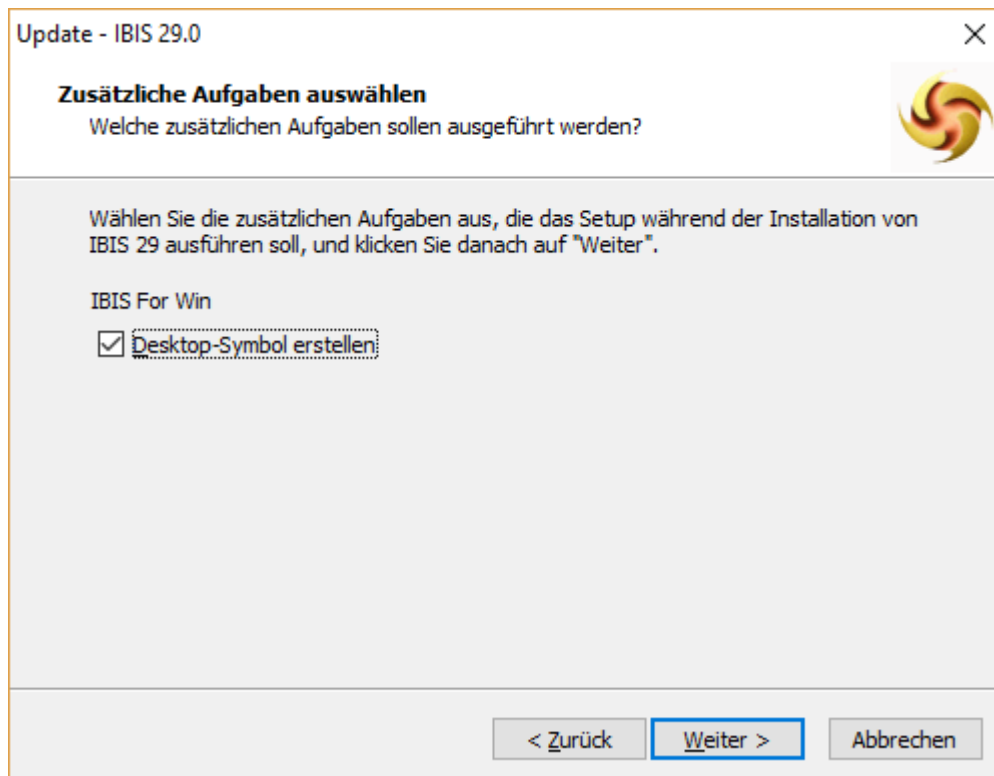 Update - IBIS 29.0
Zusätzliche Aufgaben auswählen
Welche zusätzlichen Aufgaben sollen ausgeführt werden?
Wählen Sie die zusätzlichen Aufgaben aus, die das Setup während der Installation von
IBIS 29 ausführen soll, und klicken Sie danach auf "Weiter".
IBIS For Win
Desktop-Symbol erstellen
< Zurück
Weiter >
Abbrechen